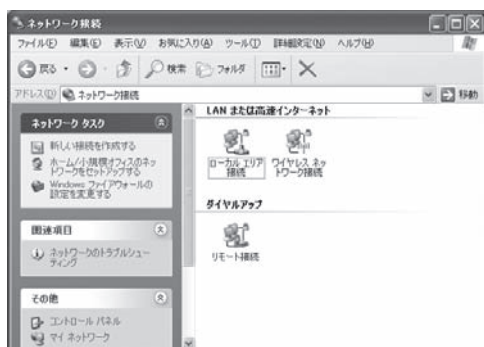 ネットワーク接続
ファイル(F) 編集(E) 表示(V) お気に入り(A) ツール(T) 詳細設定(N) ヘルプ(H)
戻る 検索 フォルダ
アドレス(D) ネットワーク接続 移動
ネットワーク タスク
新しい接続を作成する
ホーム/小規模オフィスのネッ
トワークをセットアップする
Windows ファイアウォールの
設定を変更する
関連項目
ネットワークのトラブルシュー
ティング
その他
コントロール パネル
マイ ネットワーク
LAN または高速インターネット
ローカル エリア
接続
ワイヤレス ネッ
トワーク接続
ダイヤルアップ
リモート接続